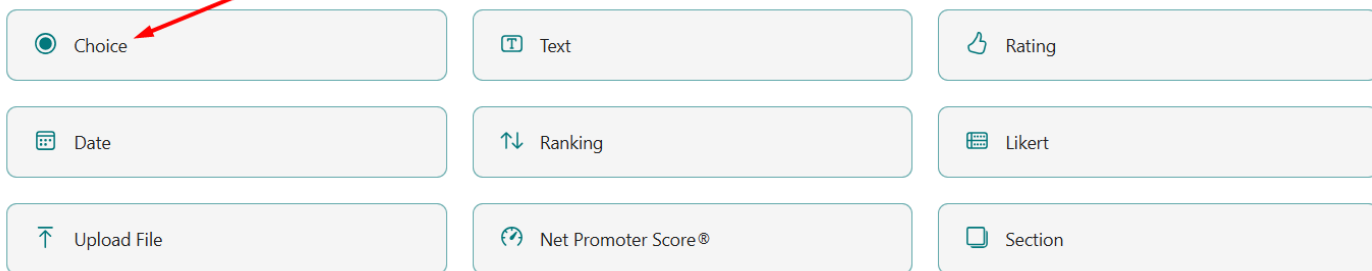 Choice
Text
Rating
Date
Ranking
Likert
Upload File
Net Promoter Score®
Section